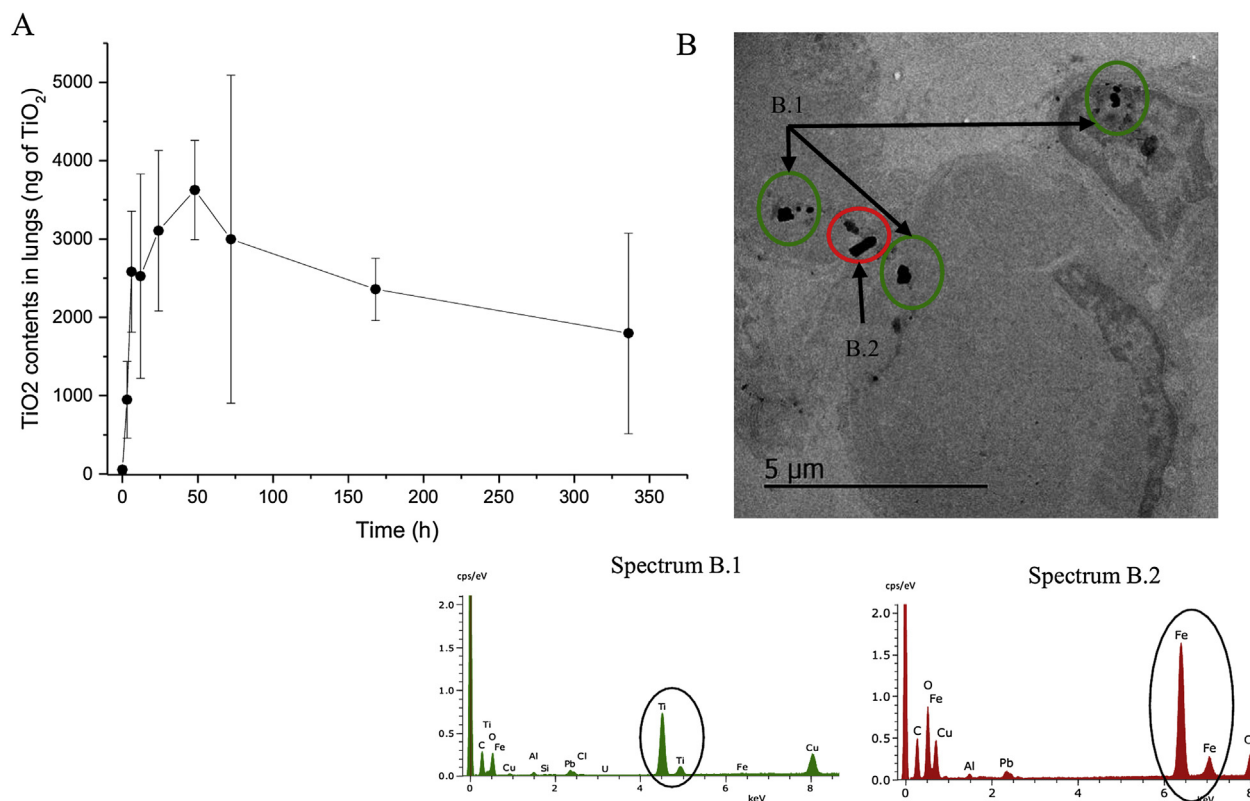 A
TiO2 contents in lungs (ng of TiO₂)
5000
4000
3000
2000
1000
0
0 50 100 150 200 250 300 350
Time (h)
B
B.1
B.2
5 µm
Spectrum B.1
cps/eV
2.0
1.5
1.0
0.5
0.0
Ti
C
O
Fe
Cu
Al
Si
Pb
Cl
U
Ti
Ti
Fe
Cu
0 2 4 6 8
keV
Spectrum B.2
cps/eV
2.0
1.5
1.0
0.5
0.0
C
O
Fe
Cu
Al
Pb
Fe
Fe
0 2 4 6 8
keV